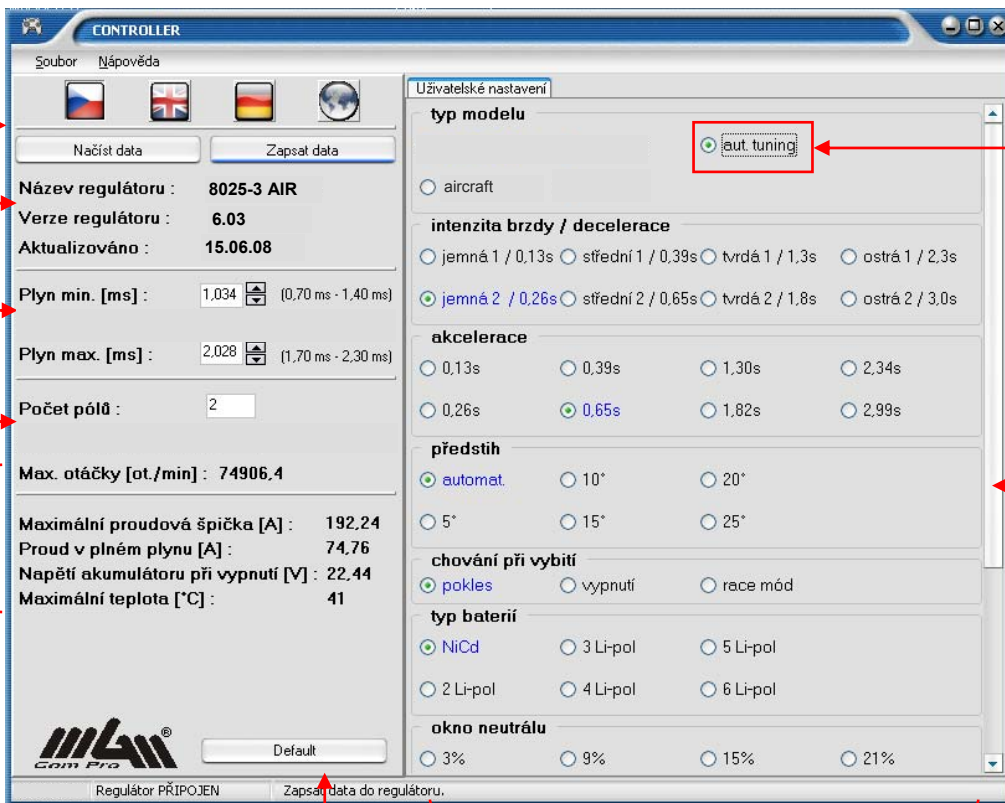 CONTROLLER
Soubor Nápověda
Načíst data Zapsat data
Název regulátoru : 8025-3 AIR
Verze regulátoru : 6.03
Aktualizováno : 15.06.08
Plyn min. [ms] : 1,034 (0,70 ms - 1,40 ms)
Plyn max. [ms] : 2,028 (1,70 ms - 2,30 ms)
Počet pólů : 2
Max. otáčky [ot./min] : 74906,4
Maximální proudová špička [A] : 192,24
Proud v plném plynu [A] : 74,76
Napětí akumulátoru při vypnutí [V] : 22,44
Maximální teplota [°C] : 41
mgm ®
Com Pro
Default
Uživatelské nastavení
typ modelu
aut. tuning
aircraft
intenzita brzdy / decelerace
jemná 1 / 0,13s střední 1 / 0,39s tvrdá 1 / 1,3s ostrá 1 / 2,3s
jemná 2 / 0,26s střední 2 / 0,65s tvrdá 2 / 1,8s ostrá 2 / 3,0s
akcelerace
0,13s 0,39s 1,30s 2,34s
0,26s 0,65s 1,82s 2,99s
předstih
automat. 10° 20°
5° 15° 25°
chování při vybití
pokles vypnutí race mód
typ baterií
NiCd 3 Li-pol 5 Li-pol
2 Li-pol 4 Li-pol 6 Li-pol
okno neutrálu
3% 9% 15% 21%
Regulátor PŘIPOJEN Zapsat data do regulátoru.